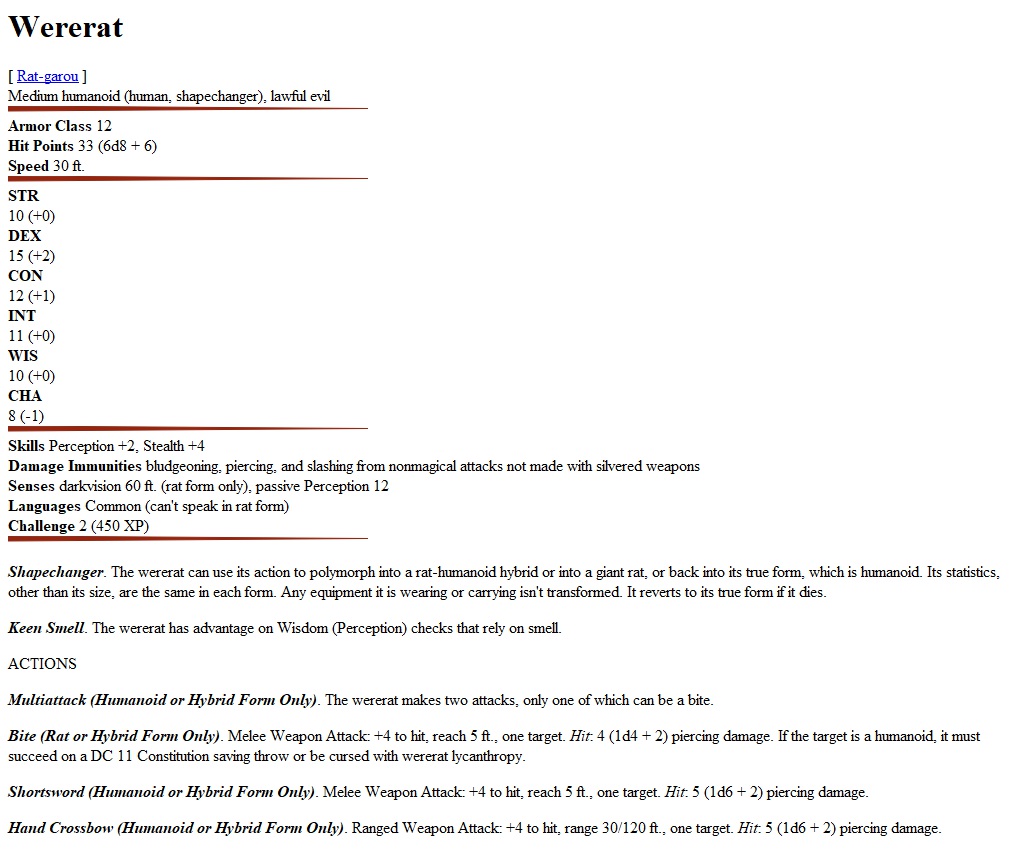 Wererat
[ Rat-garou ]
Medium humanoid (human, shapechanger), lawful evil
Armor Class 12
Hit Points 33 (6d8 + 6)
Speed 30 ft.
STR
10 (+0)
DEX
15 (+2)
CON
12 (+1)
INT
11 (+0)
WIS
10 (+0)
CHA
8 (-1)
Skills Perception +2, Stealth +4
Damage Immunities bludgeoning, piercing, and slashing from nonmagical attacks not made with silvered weapons
Senses darkvision 60 ft. (rat form only), passive Perception 12
Languages Common (can't speak in rat form)
Challenge 2 (450 XP)
Shapechanger. The wererat can use its action to polymorph into a rat-humanoid hybrid or into a giant rat, or back into its true form, which is humanoid. Its statistics,
other than its size, are the same in each form. Any equipment it is wearing or carrying isn't transformed. It reverts to its true form if it dies.
Keen Smell. The wererat has advantage on Wisdom (Perception) checks that rely on smell.
ACTIONS
Multiattack (Humanoid or Hybrid Form Only). The wererat makes two attacks, only one of which can be a bite.
Bite (Rat or Hybrid Form Only). Melee Weapon Attack: +4 to hit, reach 5 ft., one target. Hit: 4 (1d4 + 2) piercing damage. If the target is a humanoid, it must
succeed on a DC 11 Constitution saving throw or be cursed with wererat lycanthropy.
Shortsword (Humanoid or Hybrid Form Only). Melee Weapon Attack: +4 to hit, reach 5 ft., one target. Hit: 5 (1d6 + 2) piercing damage.
Hand Crossbow (Humanoid or Hybrid Form Only). Ranged Weapon Attack: +4 to hit, range 30/120 ft., one target. Hit: 5 (1d6 + 2) piercing damage.